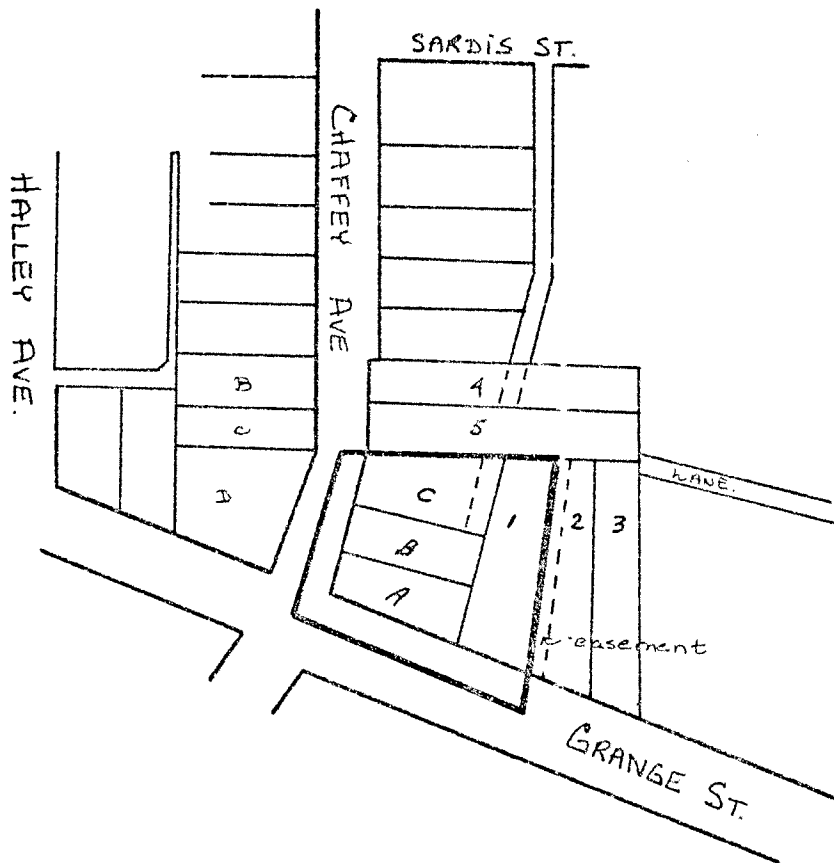 SARDIS ST.
CHAFFEY AVE
HALLEY AVE.
B
4
C
5
D
C
1
2
3
LANE.
B
A
easement
GRANGE ST.